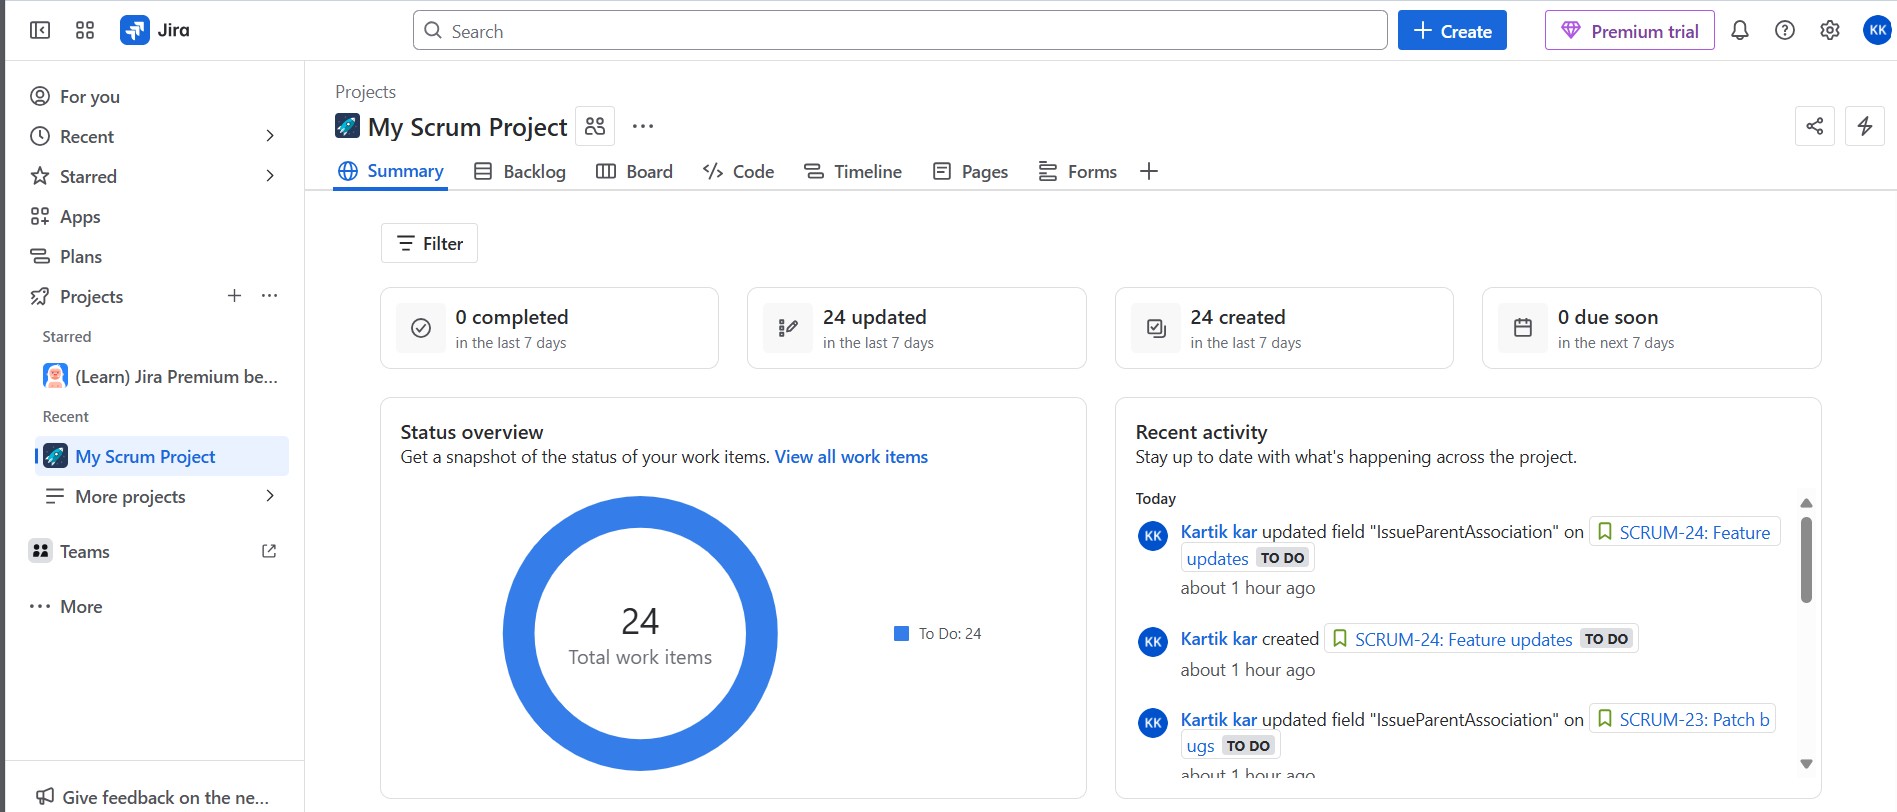 Jira
Search
Create
Premium trial
KK
For you
Recent
Starred
Apps
Plans
Projects
Starred
(Learn) Jira Premium be...
Recent
My Scrum Project
More projects
Teams
More
Give feedback on the ne...
Projects
My Scrum Project
Summary
Backlog
Board
Code
Timeline
Pages
Forms
Filter
0 completed
in the last 7 days
24 updated
in the last 7 days
24 created
in the last 7 days
0 due soon
in the next 7 days
Status overview
Get a snapshot of the status of your work items. View all work items
24
Total work items
To Do: 24
Recent activity
Stay up to date with what's happening across the project.
Today
KK
Kartik kar updated field "IssueParentAssociation" on SCRUM-24: Feature
updates TO DO
about 1 hour ago
KK
Kartik kar created SCRUM-24: Feature updates TO DO
about 1 hour ago
KK
Kartik kar updated field "IssueParentAssociation" on SCRUM-23: Patch b
ugs TO DO
about 1 hour ago